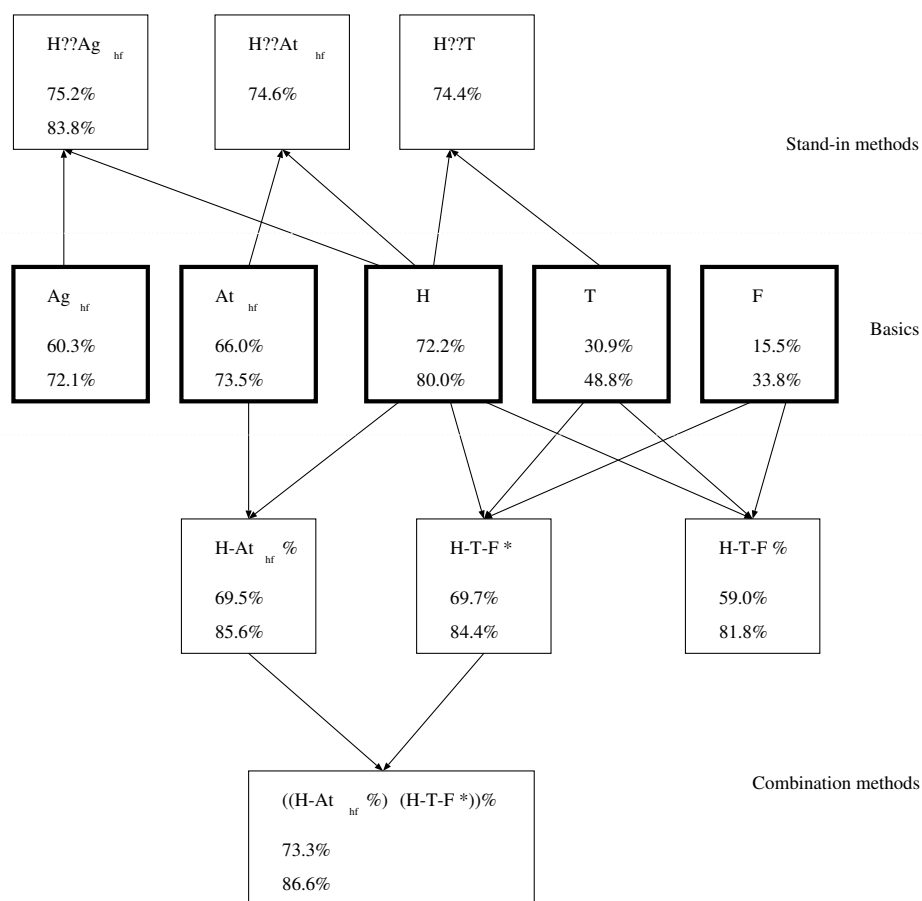 H??Ag hf
75.2%
83.8%
H??At hf
74.6%
H??T
74.4%
Stand-in methods
Ag hf
60.3%
72.1%
At hf
66.0%
73.5%
H
72.2%
80.0%
T
30.9%
48.8%
F
15.5%
33.8%
Basics
H-At hf %
69.5%
85.6%
H-T-F *
69.7%
84.4%
H-T-F %
59.0%
81.8%
Combination methods
((H-At hf %) (H-T-F *))%
73.3%
86.6%